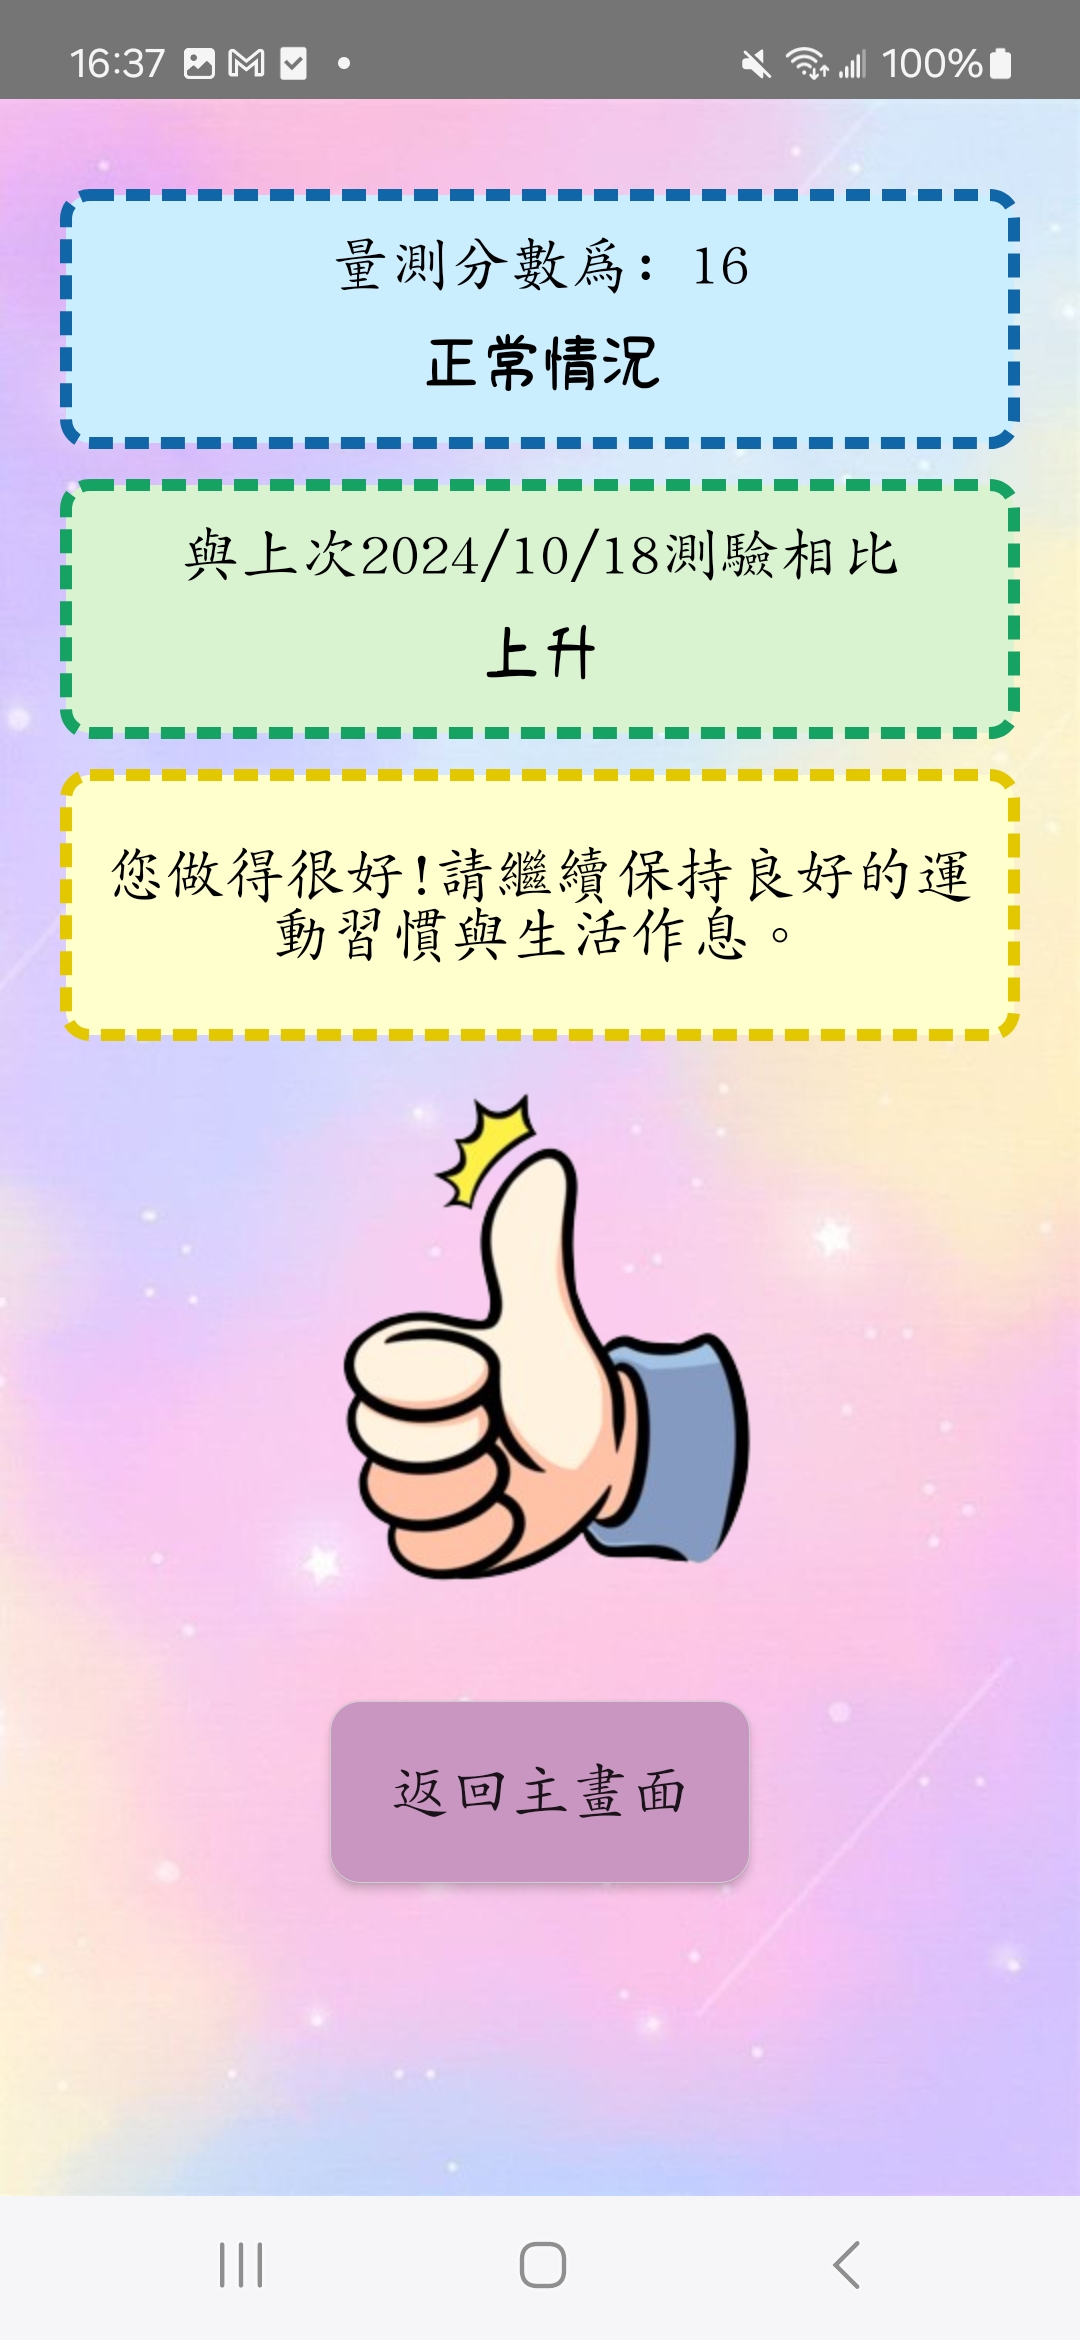 16:37
100%
量測分數爲：16
正常情況
與上次2024/10/18測驗相比
上升
您做得很好!請繼續保持良好的運
動習慣與生活作息。
返回主畫面